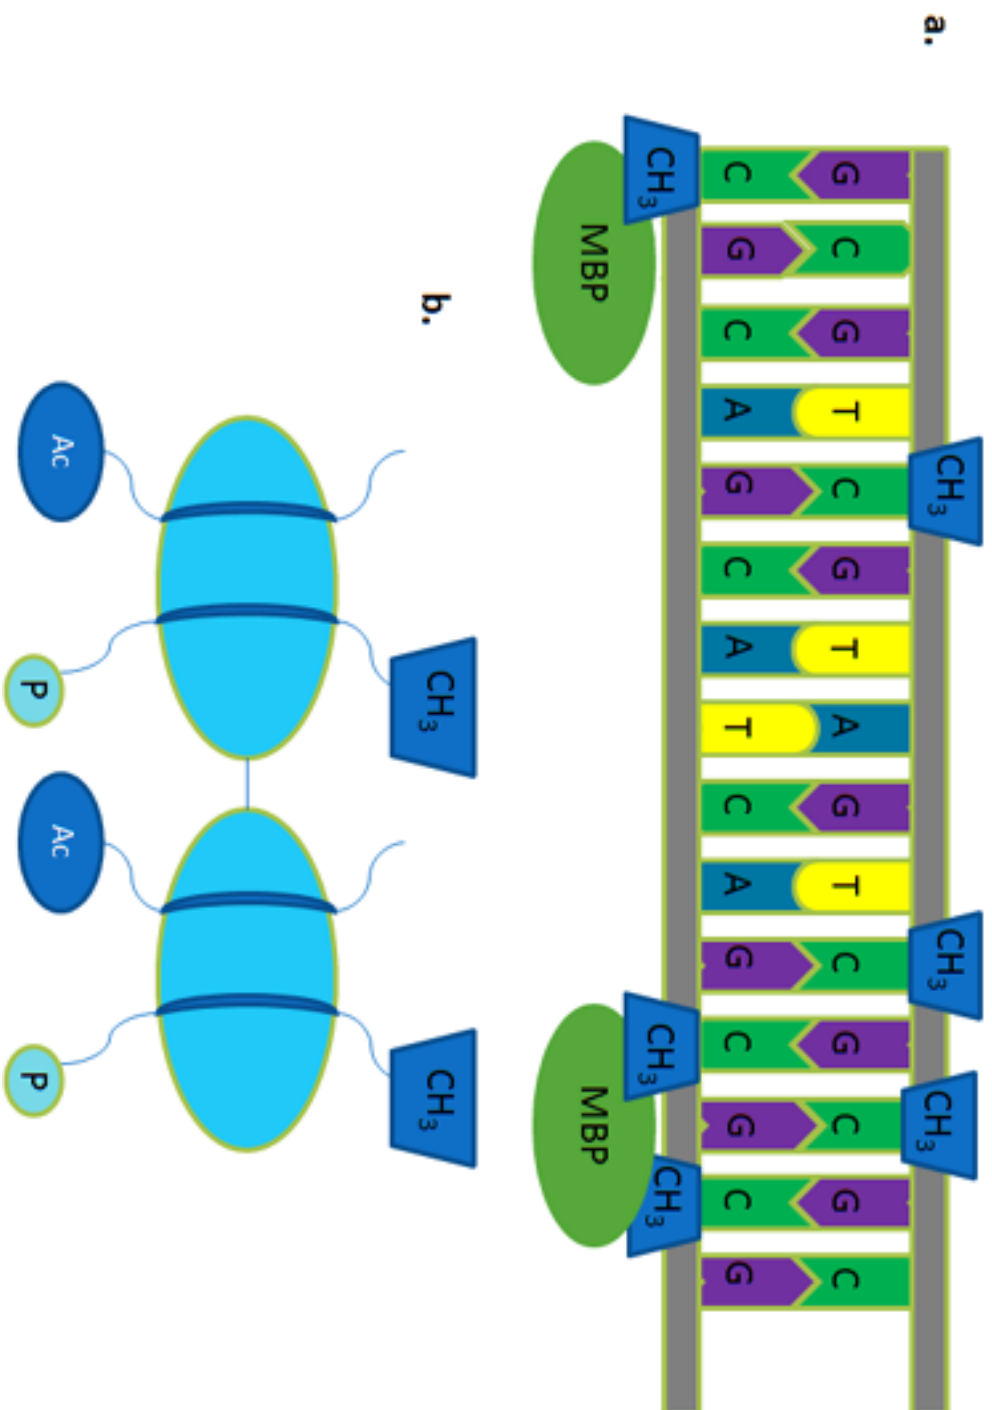 a.
CH₃ CH₃ CH₃
G C G T C G T A G T C G C G C
C G C A G C A T C A G C G C G
CH₃ CH₃ CH₃
MBP MBP
b.
CH₃ CH₃
Ac P Ac P